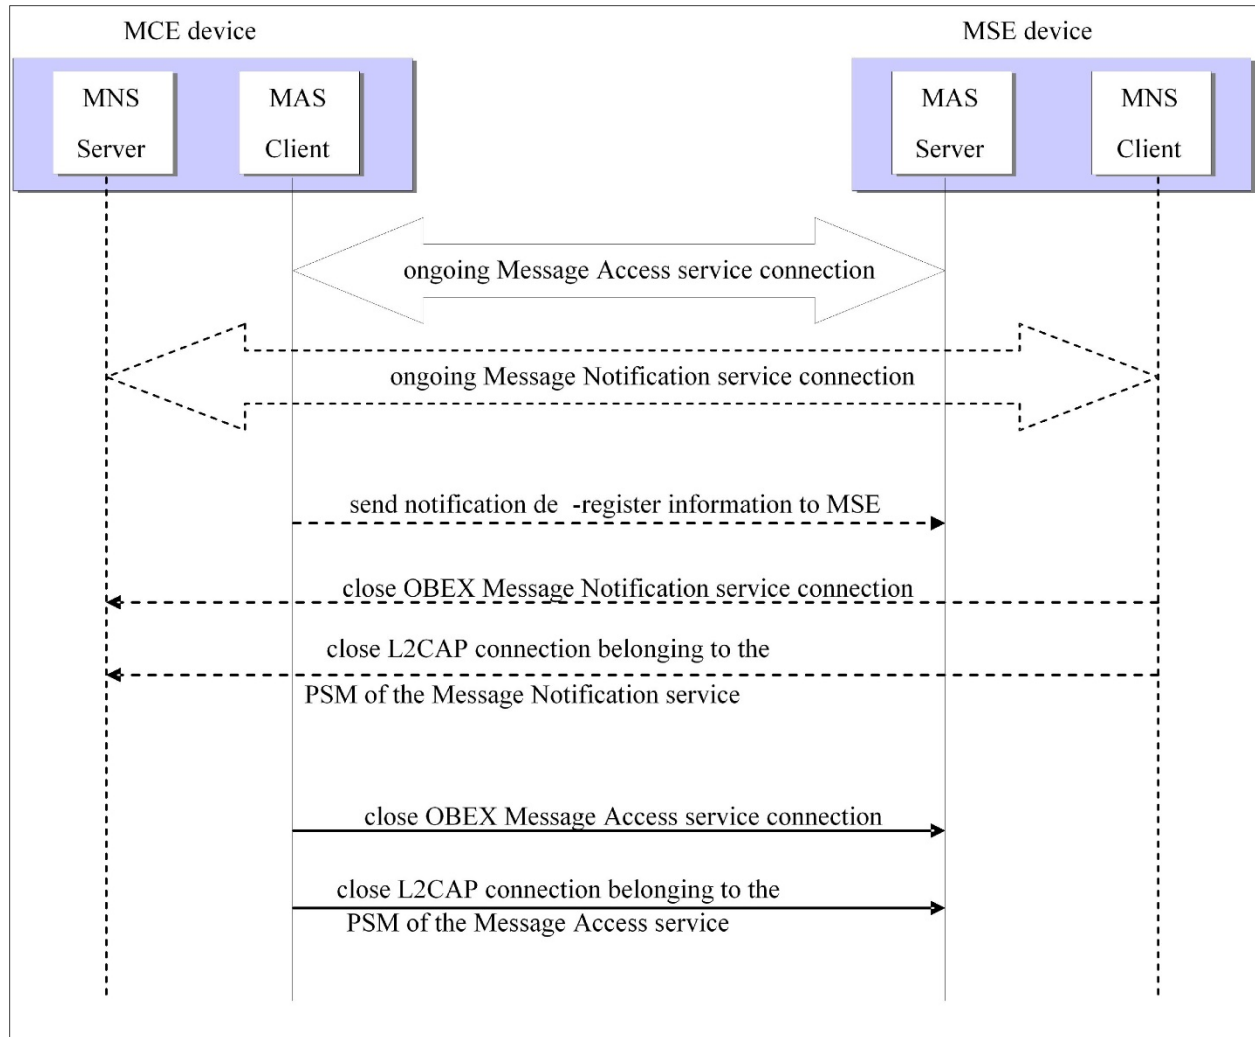 MCE device
MSE device
MNS
Server
MAS
Client
MAS
Server
MNS
Client
ongoing Message Access service connection
ongoing Message Notification service connection
send notification de -register information to MSE
close OBEX Message Notification service connection
close L2CAP connection belonging to the
PSM of the Message Notification service
close OBEX Message Access service connection
close L2CAP connection belonging to the
PSM of the Message Access service